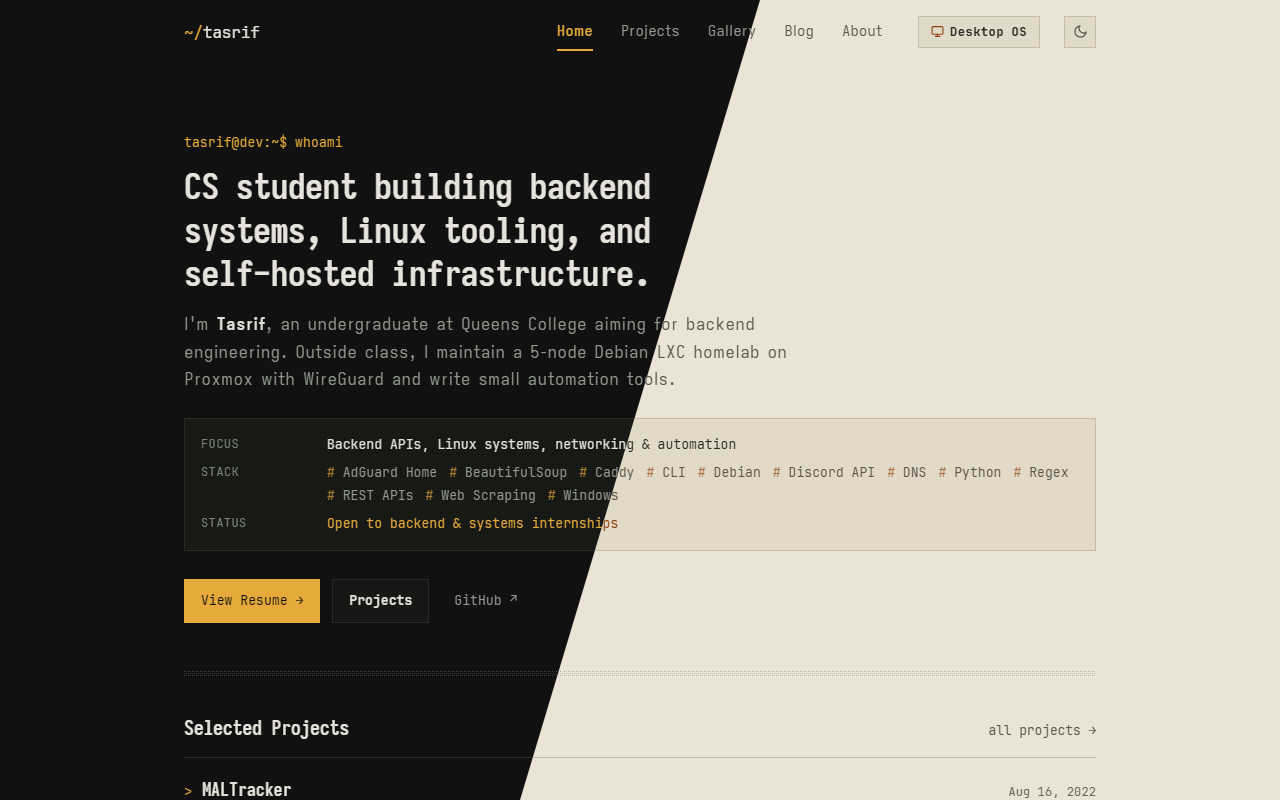 ~/tasrif
Home Projects Gallery Blog About Desktop OS
tasrif@dev:~$ whoami
CS student building backend
systems, Linux tooling, and
self-hosted infrastructure.
I'm Tasrif, an undergraduate at Queens College aiming for backend
engineering. Outside class, I maintain a 5-node Debian LXC homelab on
Proxmox with WireGuard and write small automation tools.
FOCUS Backend APIs, Linux systems, networking & automation
STACK # AdGuard Home # BeautifulSoup # Caddy # CLI # Debian # Discord API # DNS # Python # Regex
# REST APIs # Web Scraping # Windows
STATUS Open to backend & systems internships
View Resume → Projects GitHub ↗
Selected Projects all projects →
> MALTracker Aug 16, 2022